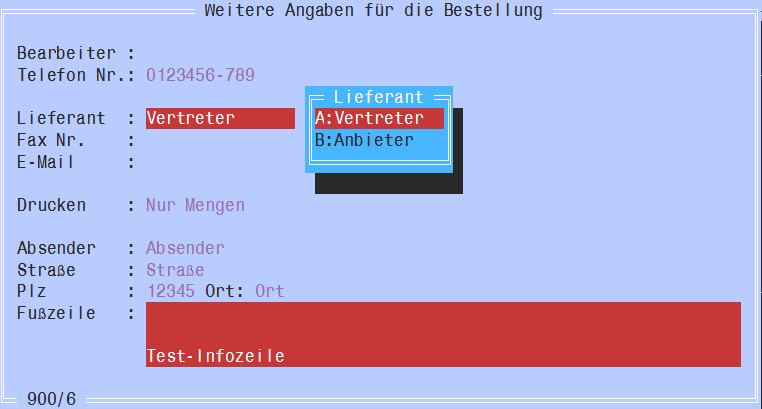 Weitere Angaben für die Bestellung
Bearbeiter :
Telefon Nr.: 0123456-789
Lieferant
Lieferant : Vertreter A:Vertreter
Fax Nr. : B:Anbieter
E-Mail :
Drucken : Nur Mengen
Absender : Absender
Straße : Straße
Plz : 12345 Ort: Ort
Fußzeile :
Test-Infozeile
900/6